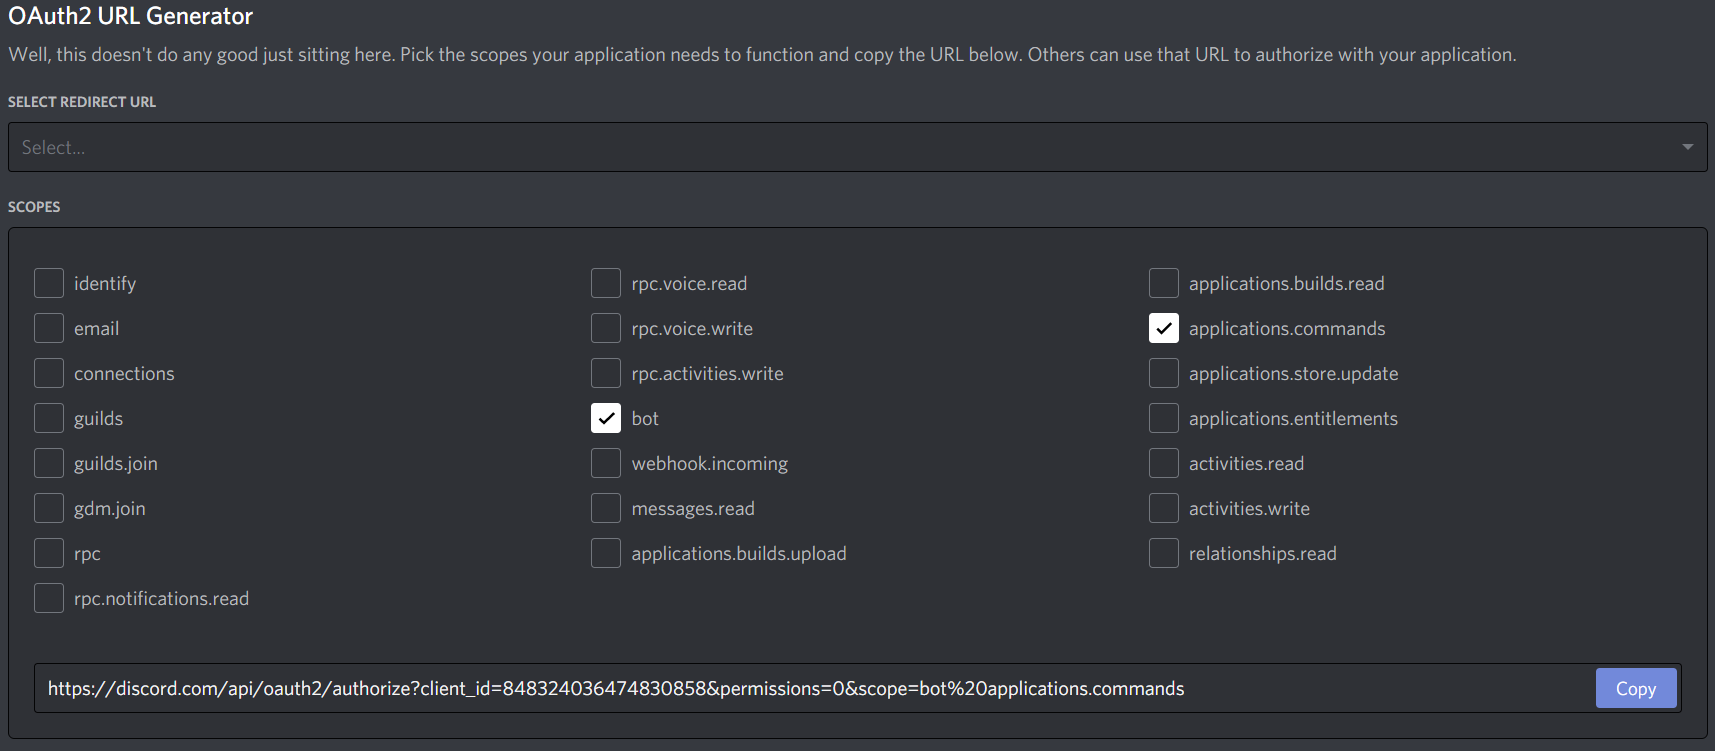 OAuth2 URL Generator
Well, this doesn't do any good just sitting here. Pick the scopes your application needs to function and copy the URL below. Others can use that URL to authorize with your application.
SELECT REDIRECT URL
Select...
SCOPES
identify
email
connections
guilds
guilds.join
gdm.join
rpc
rpc.notifications.read
rpc.voice.read
rpc.voice.write
rpc.activities.write
bot
webhook.incoming
messages.read
applications.builds.upload
applications.builds.read
applications.commands
applications.store.update
applications.entitlements
activities.read
activities.write
relationships.read
https://discord.com/api/oauth2/authorize?client_id=848324036474830858&permissions=0&scope=bot%20applications.commands
Copy